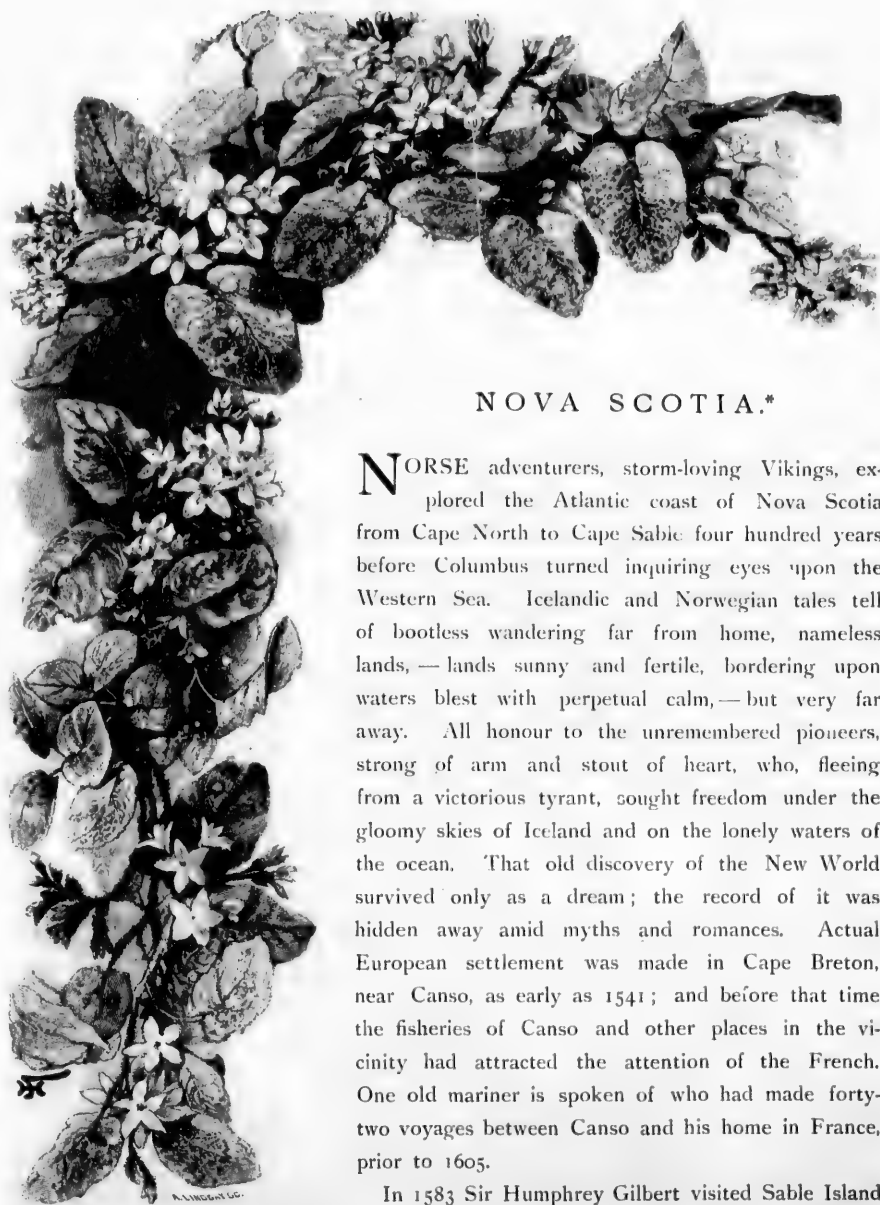 NOVA SCOTIA.*
NORSE adventurers, storm-loving Vikings, ex-
plored the Atlantic coast of Nova Scotia
from Cape North to Cape Sable four hundred years
before Columbus turned inquiring eyes upon the
Western Sea. Icelandic and Norwegian tales tell
of bootless wandering far from home, nameless
lands, — lands sunny and fertile, bordering upon
waters blest with perpetual calm, — but very far
away. All honour to the unremembered pioneers,
strong of arm and stout of heart, who, fleeing
from a victorious tyrant, sought freedom under the
gloomy skies of Iceland and on the lonely waters of
the ocean. That old discovery of the New World
survived only as a dream; the record of it was
hidden away amid myths and romances. Actual
European settlement was made in Cape Breton,
near Canso, as early as 1541; and before that time
the fisheries of Canso and other places in the vi-
cinity had attracted the attention of the French.
One old mariner is spoken of who had made forty-
two voyages between Canso and his home in France,
prior to 1605.
In 1583 Sir Humphrey Gilbert visited Sable Island